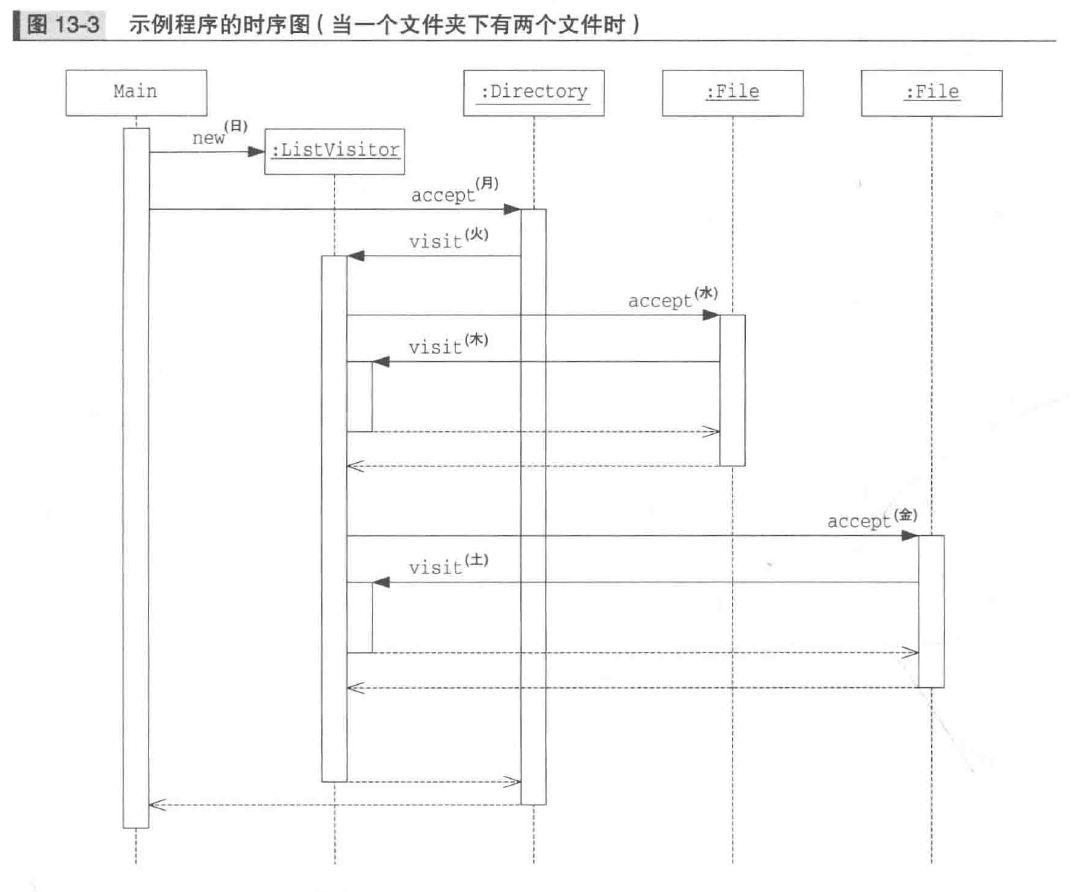 图 13-3 示例程序的时序图（当一个文件夹下有两个文件时）
Main
:Directory
:File
:File
new(日)
:ListVisitor
accept(月)
visit(火)
accept(水)
visit(木)
accept(金)
visit(土)